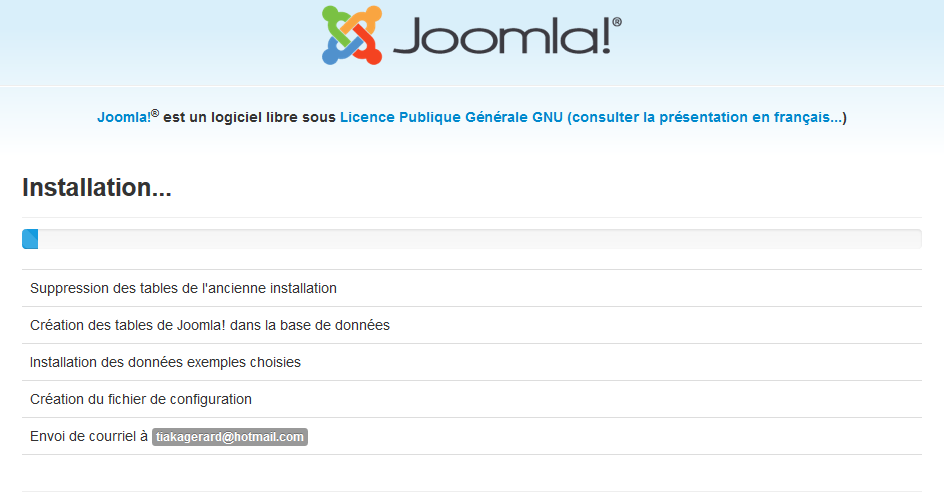 Joomla!®
Joomla!® est un logiciel libre sous Licence Publique Générale GNU (consulter la présentation en français...)
Installation...
Suppression des tables de l'ancienne installation
Création des tables de Joomla! dans la base de données
Installation des données exemples choisies
Création du fichier de configuration
Envoi de courriel à tiakagerard@hotmail.com